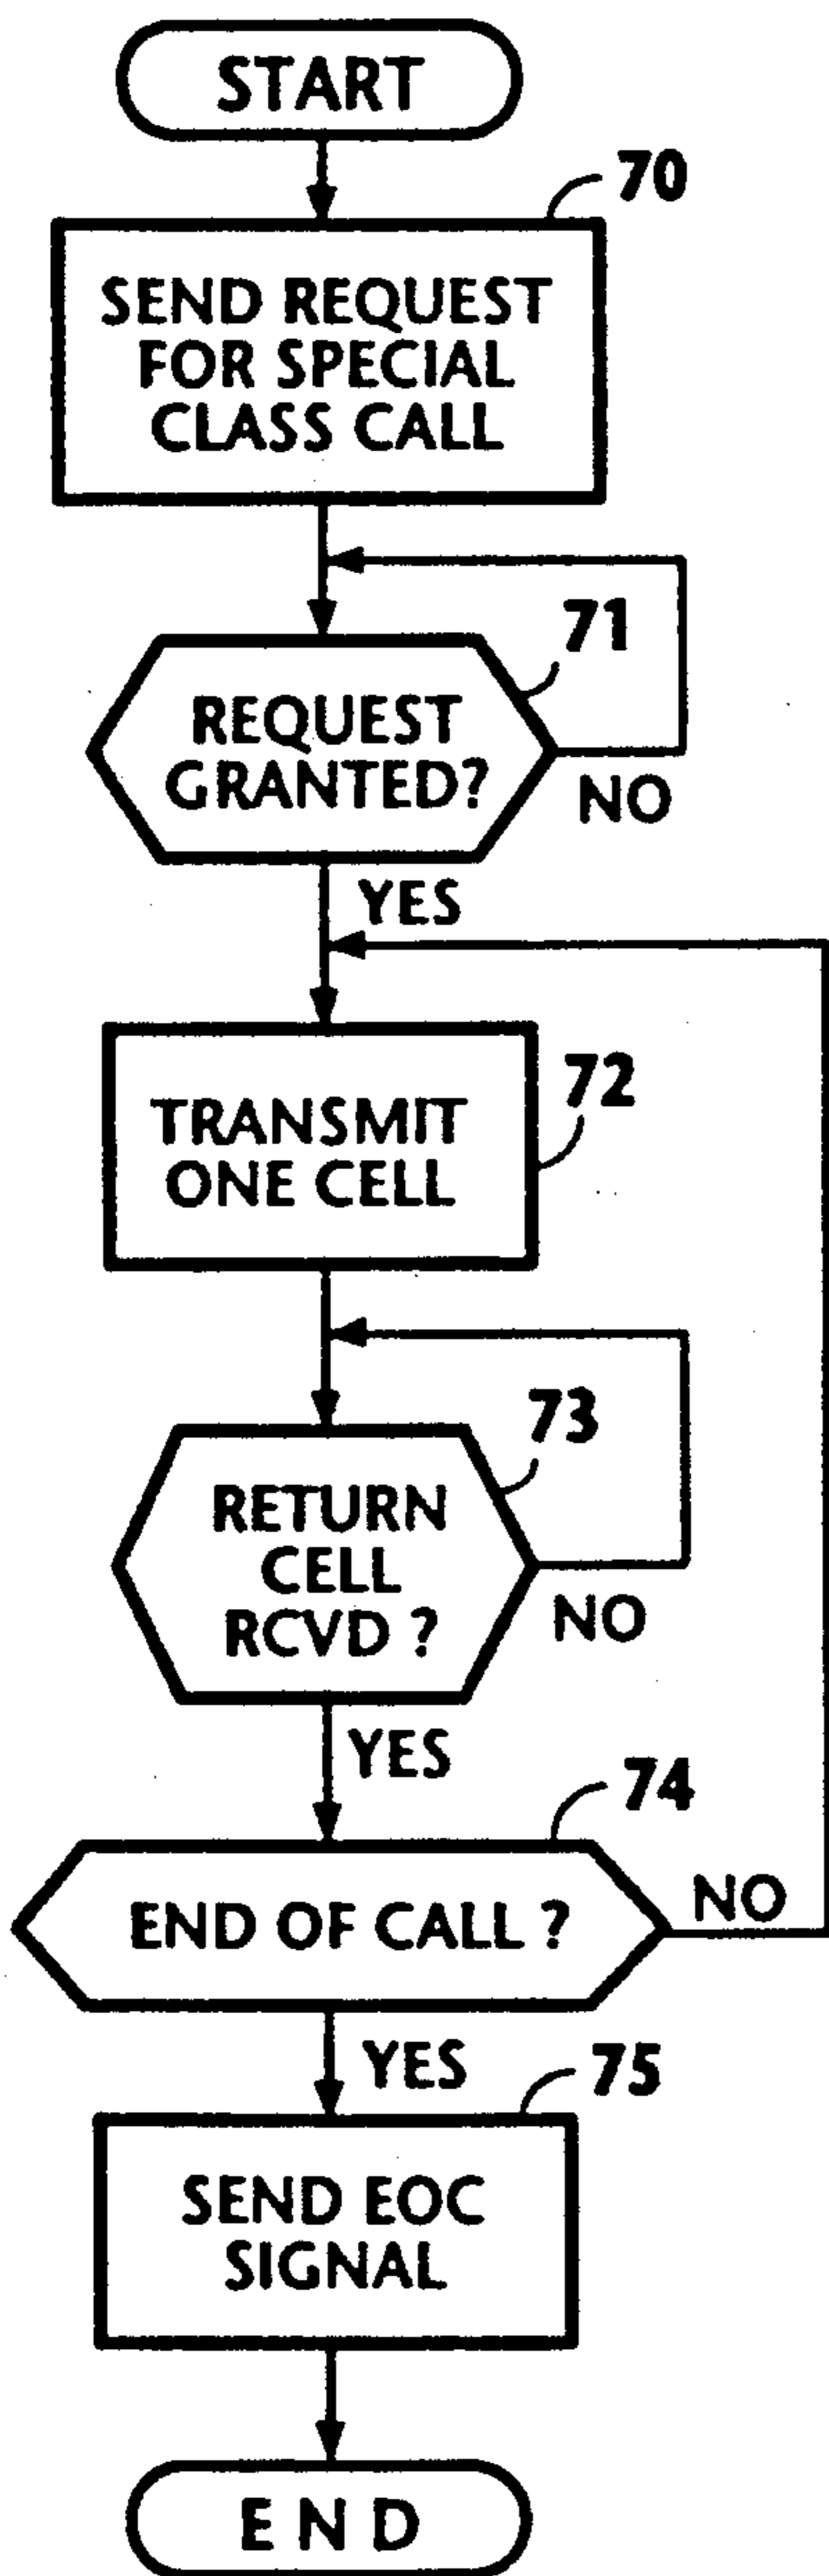 START
70
SEND REQUEST
FOR SPECIAL
CLASS CALL
71
REQUEST
GRANTED?
NO
YES
72
TRANSMIT
ONE CELL
73
RETURN
CELL
RCVD ?
NO
YES
74
END OF CALL ?
NO
YES
75
SEND EOC
SIGNAL
END